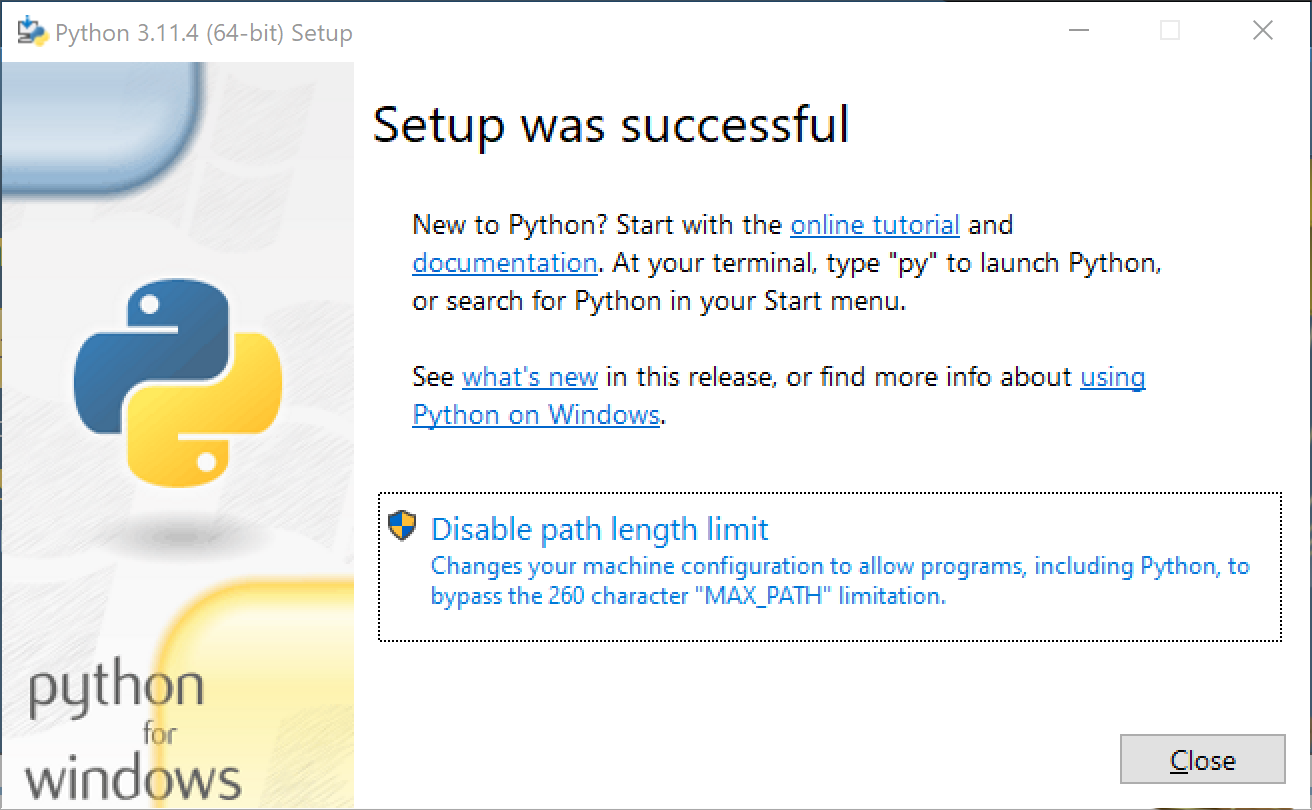 Python 3.11.4 (64-bit) Setup
Setup was successful
New to Python? Start with the online tutorial and
documentation. At your terminal, type "py" to launch Python,
or search for Python in your Start menu.
See what's new in this release, or find more info about using
Python on Windows.
Disable path length limit
Changes your machine configuration to allow programs, including Python, to
bypass the 260 character "MAX_PATH" limitation.
python
for
windows
Close